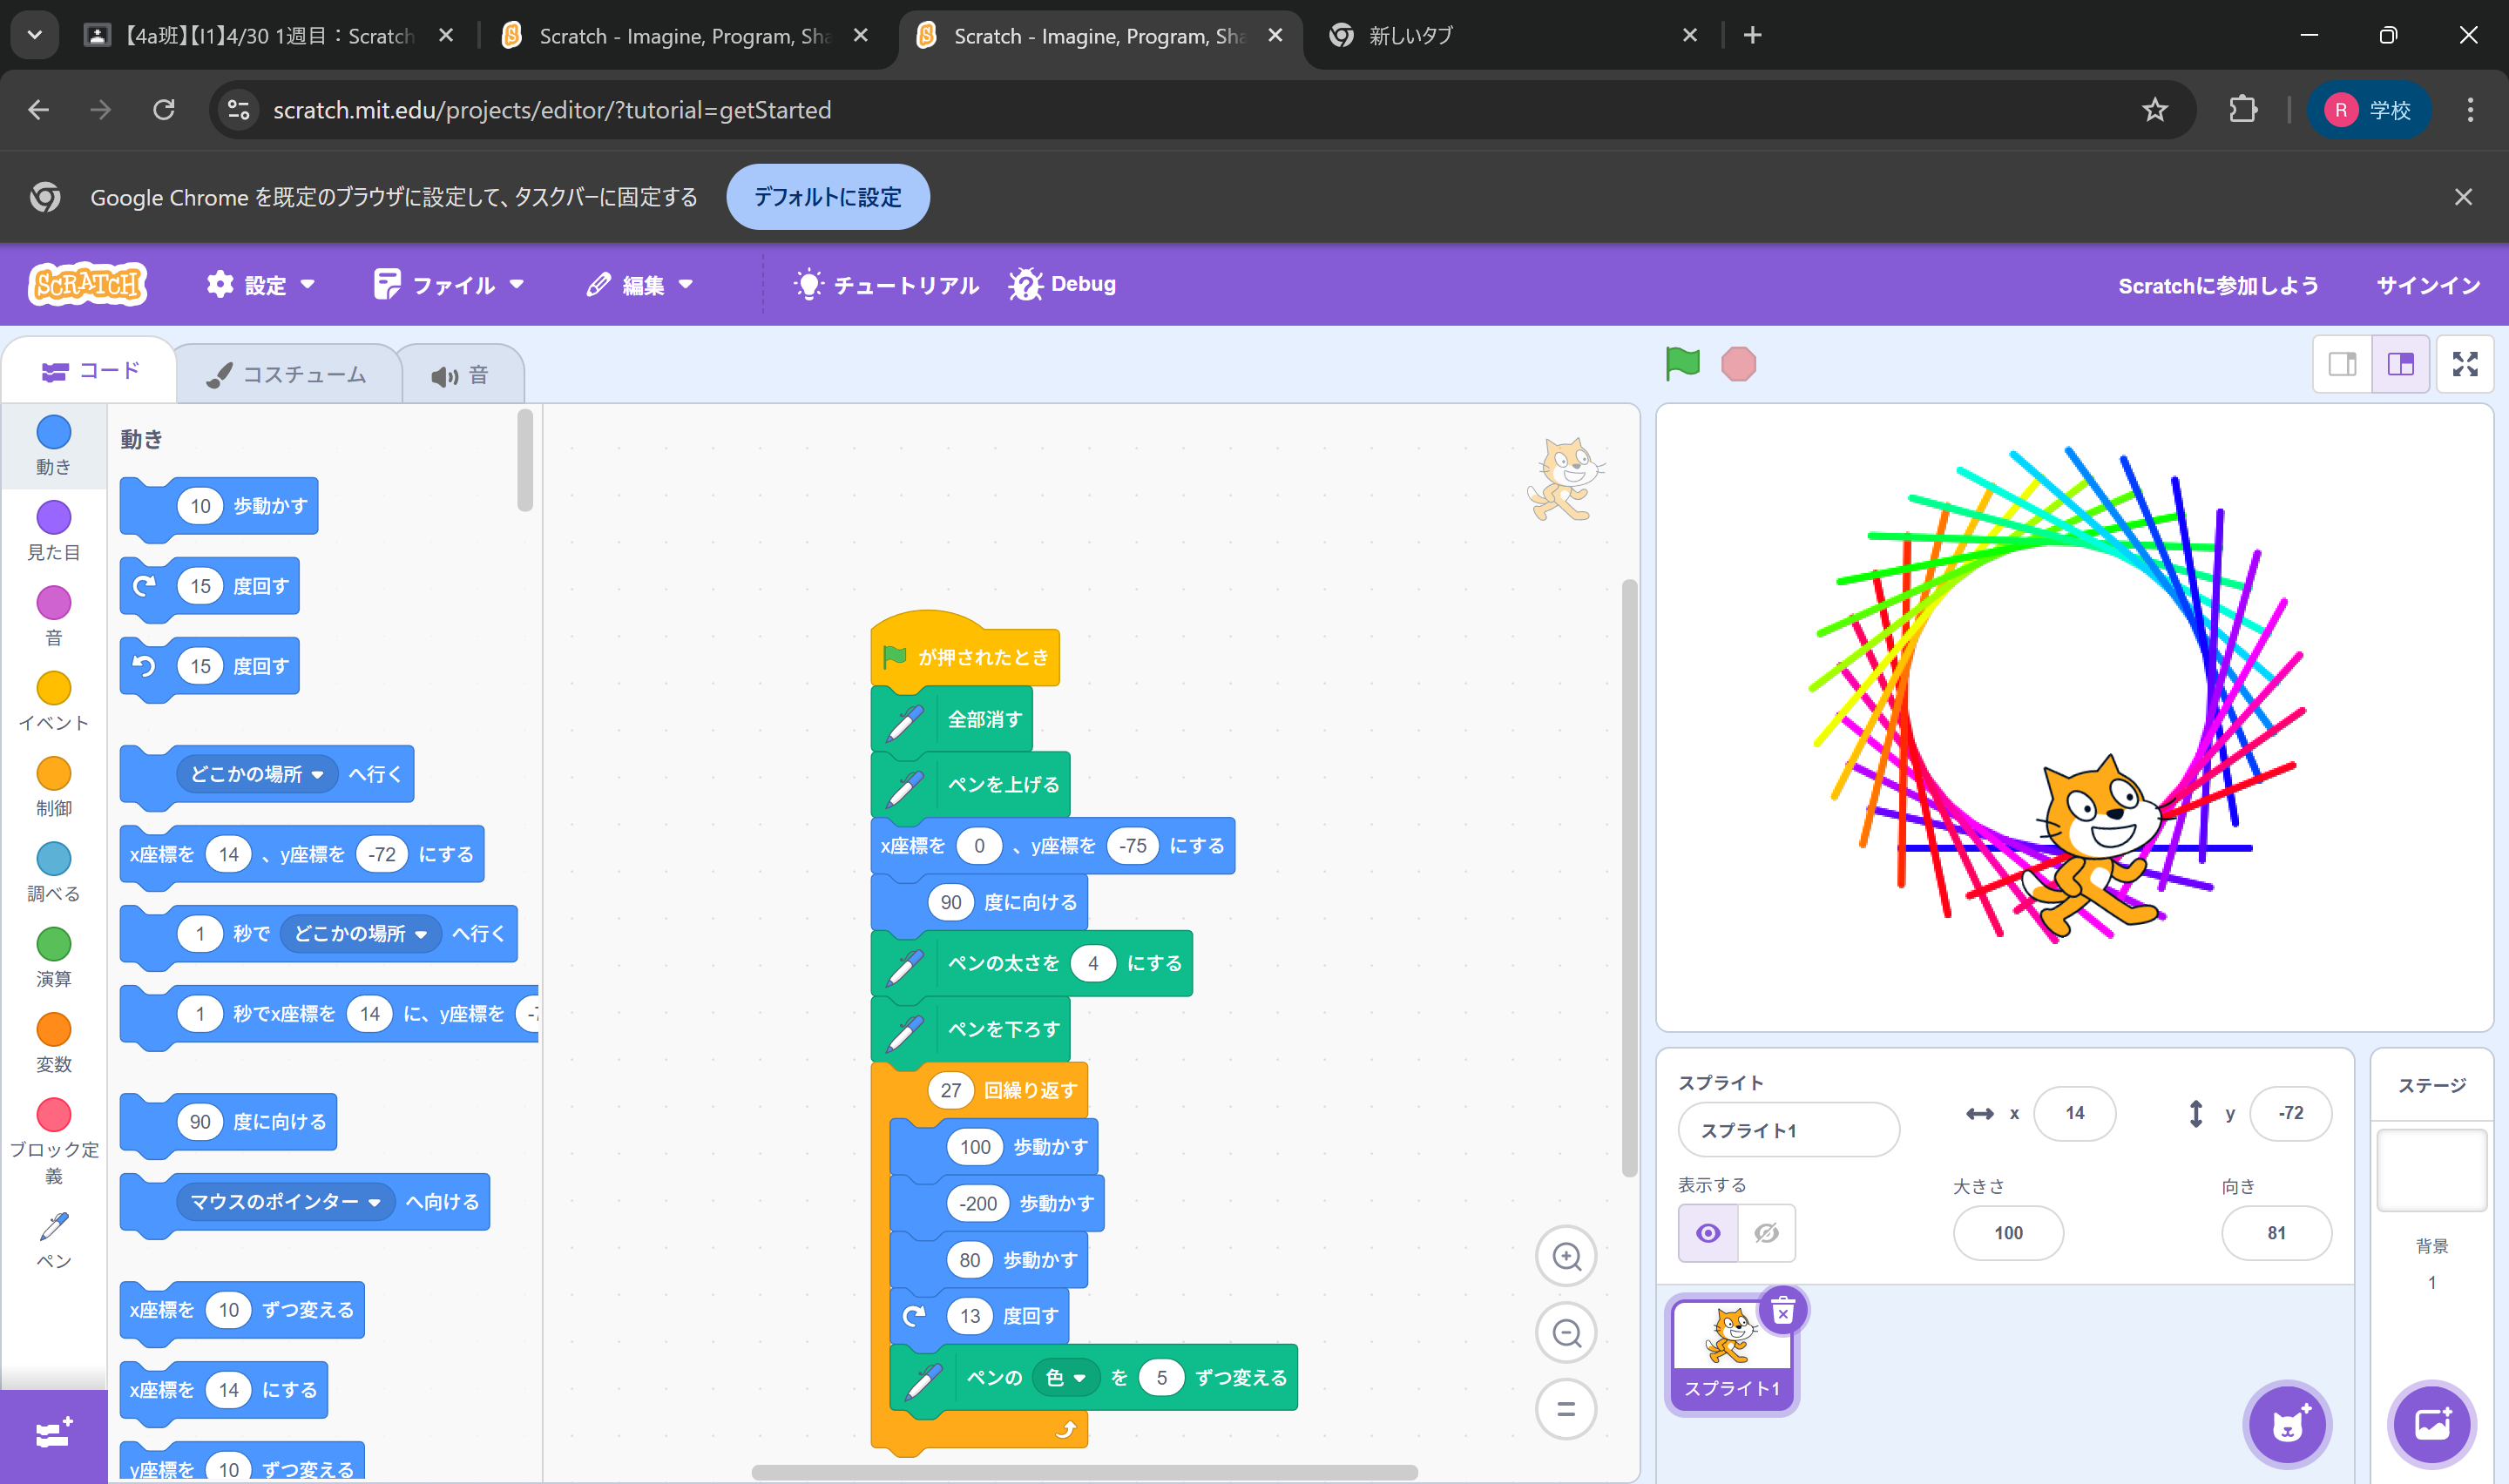 【4a班】【I1】4/30 1週目：Scratch
Scratch - Imagine, Program, Sha
Scratch - Imagine, Program, Sha
新しいタブ
scratch.mit.edu/projects/editor/?tutorial=getStarted
R 学校
Google Chrome を既定のブラウザに設定して、タスクバーに固定する
デフォルトに設定
SCRATCH
設定
ファイル
編集
チュートリアル
Debug
Scratchに参加しよう
サインイン
コード
コスチューム
音
動き
見た目
音
イベント
制御
調べる
演算
変数
ブロック定
義
ペン
動き
10 歩動かす
15 度回す
15 度回す
どこかの場所 へ行く
x座標を 14 、y座標を -72 にする
1 秒で どこかの場所 へ行く
1 秒でx座標を 14 に、y座標を -7
90 度に向ける
マウスのポインター へ向ける
x座標を 10 ずつ変える
x座標を 14 にする
y座標を 10 ずつ変える
が押されたとき
全部消す
ペンを上げる
x座標を 0 、y座標を -75 にする
90 度に向ける
ペンの太さを 4 にする
ペンを下ろす
27 回繰り返す
100 歩動かす
-200 歩動かす
80 歩動かす
13 度回す
ペンの 色 を 5 ずつ変える
スプライト
スプライト1
x 14
y -72
表示する
大きさ
100
向き
81
スプライト1
ステージ
背景
1